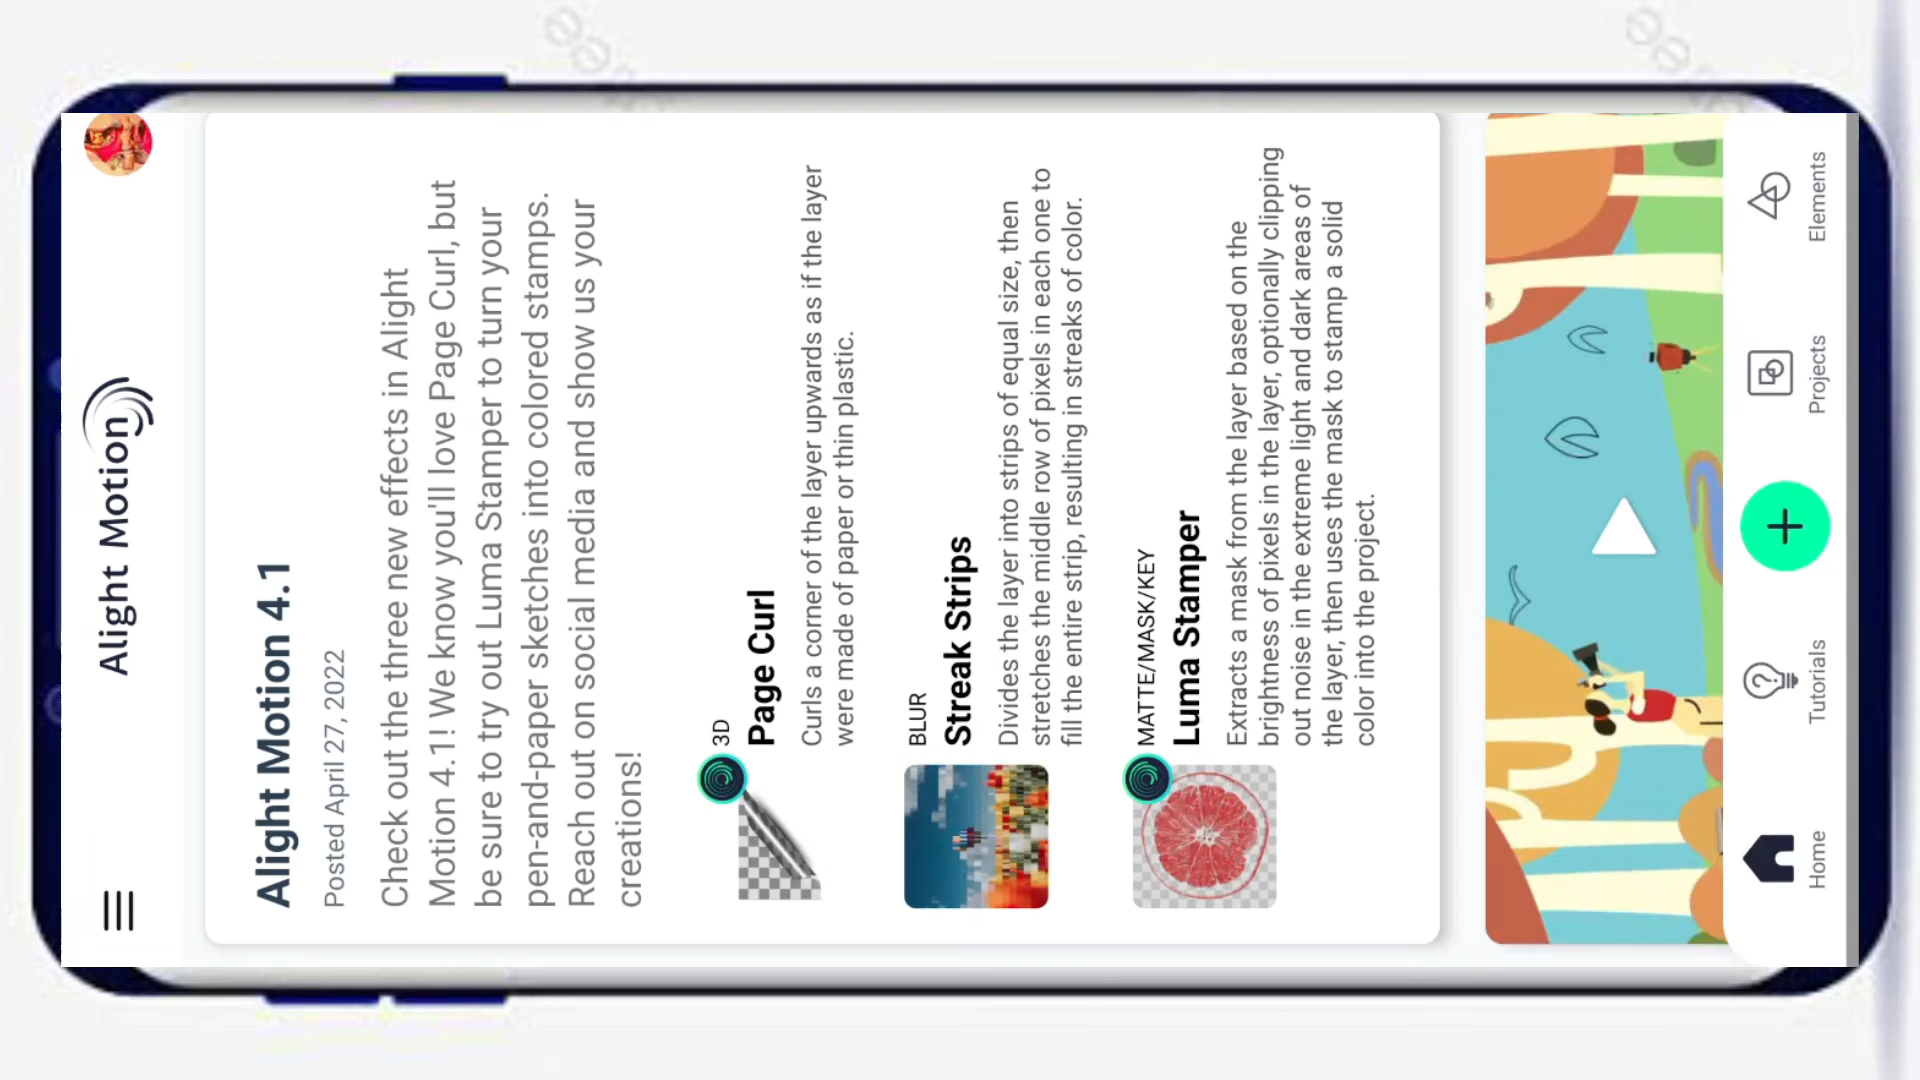 Alight Motion
Alight Motion 4.1
Posted April 27, 2022
Check out the three new effects in Alight
Motion 4.1! We know you'll love Page Curl, but
be sure to try out Luma Stamper to turn your
pen-and-paper sketches into colored stamps.
Reach out on social media and show us your
creations!
3D
Page Curl
Curls a corner of the layer upwards as if the layer
were made of paper or thin plastic.
BLUR
Streak Strips
Divides the layer into strips of equal size, then
stretches the middle row of pixels in each one to
fill the entire strip, resulting in streaks of color.
MATTE/MASK/KEY
Luma Stamper
Extracts a mask from the layer based on the
brightness of pixels in the layer, optionally clipping
out noise in the extreme light and dark areas of
the layer, then uses the mask to stamp a solid
color into the project.
Home
Tutorials
Projects
Elements